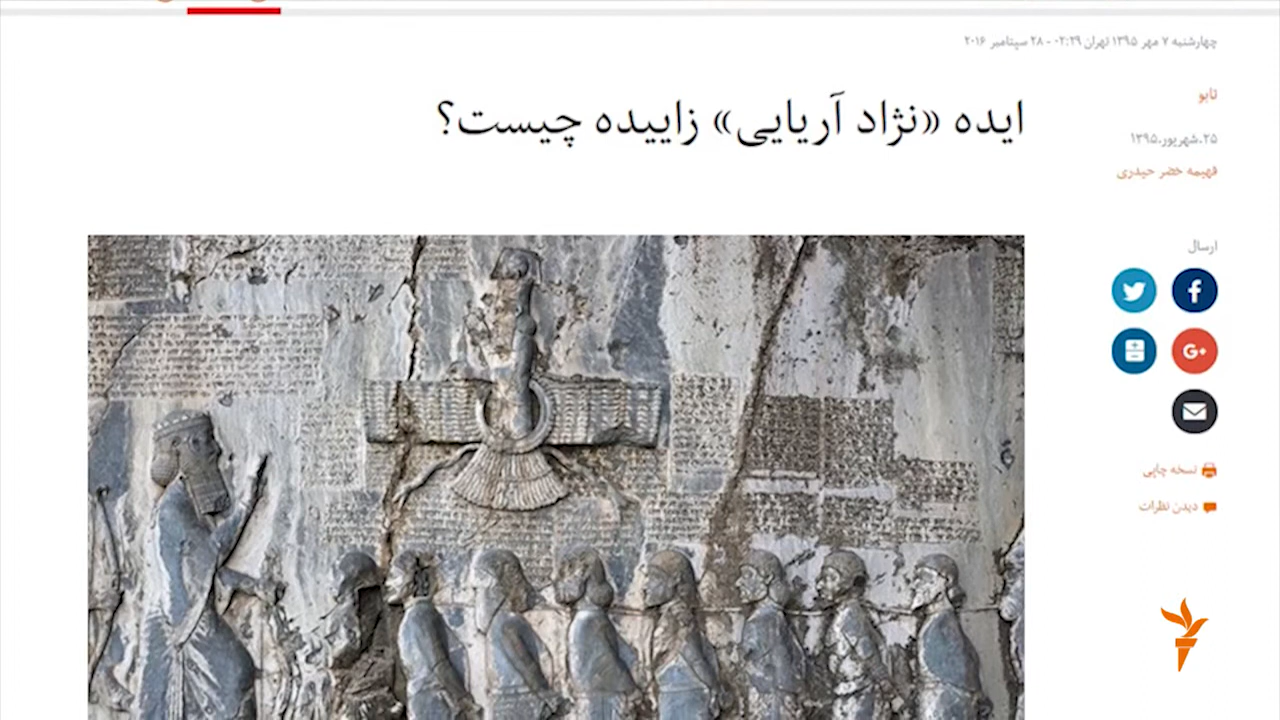 چهارشنبه ۷ مهر ۱۳۹۵ تهران ۰۲:۲۹ - ۲۸ سپتامبر ۲۰۱۶
تابو
ایده «نژاد آریایی» زاییده چیست؟
۲۵.شهریور.۱۳۹۵
فهیمه خضر حیدری
ارسال
نسخه چاپی
دیدن نظرات